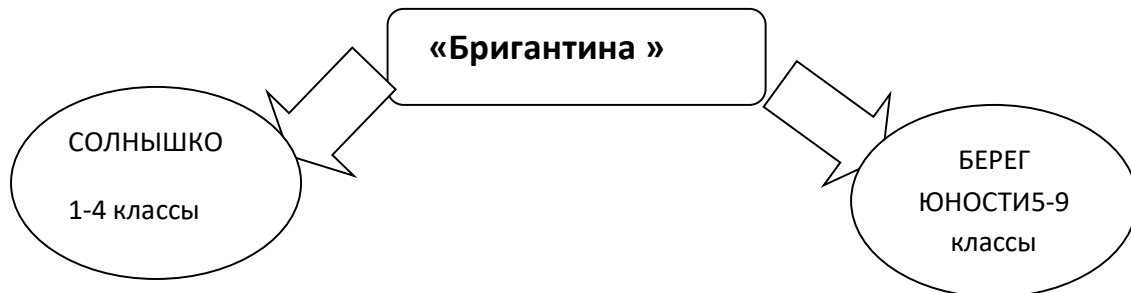 «Бригантина »
СОЛНЫШКО
1-4 классы
БЕРЕГ
ЮНОСТИ5-9
классы